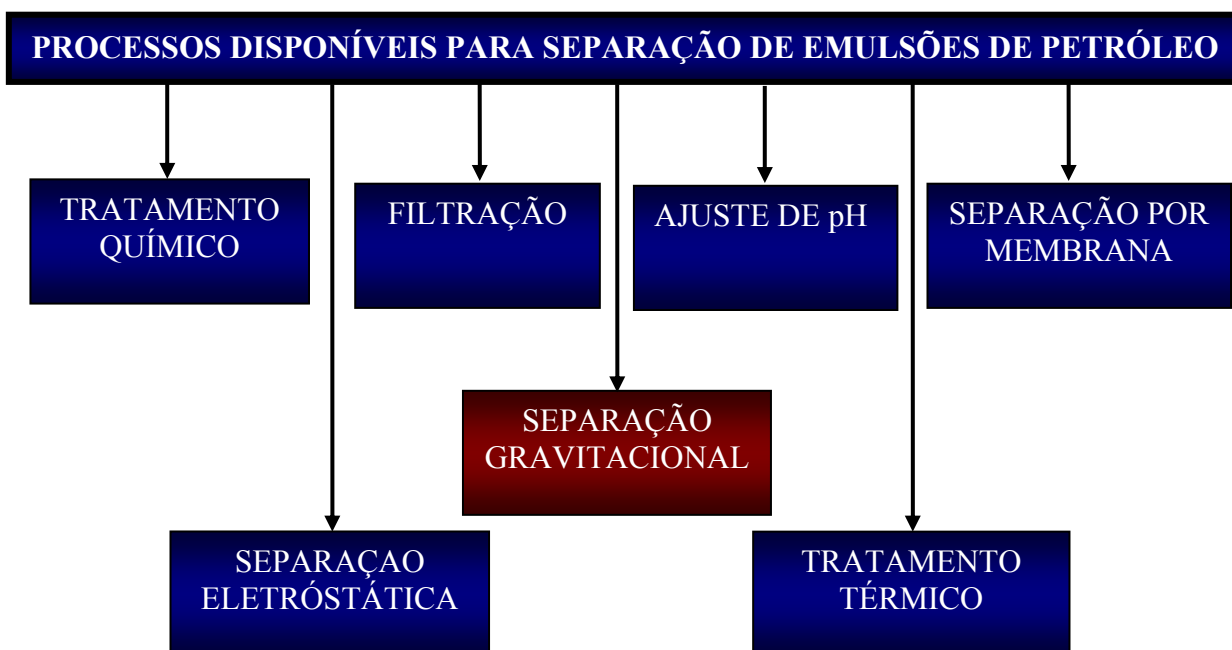 PROCESSOS DISPONÍVEIS PARA SEPARAÇÃO DE EMULSÕES DE PETRÓLEO
TRATAMENTO
QUÍMICO
FILTRAÇÃO
AJUSTE DE pH
SEPARAÇÃO POR
MEMBRANA
SEPARAÇÃO
GRAVITACIONAL
SEPARAÇAO
ELETRÓSTÁTICA
TRATAMENTO
TÉRMICO